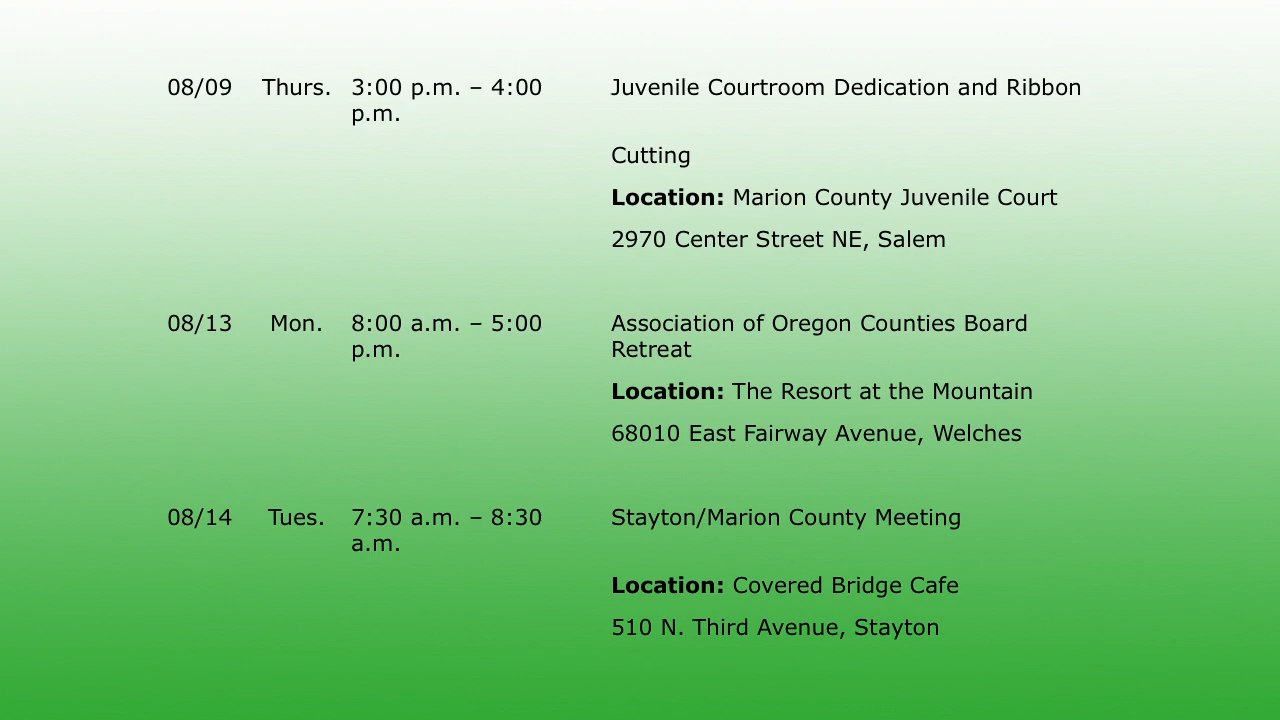 08/09 Thurs. 3:00 p.m. – 4:00 p.m. Juvenile Courtroom Dedication and Ribbon
Cutting
Location: Marion County Juvenile Court
2970 Center Street NE, Salem
08/13 Mon. 8:00 a.m. – 5:00 p.m. Association of Oregon Counties Board Retreat
Location: The Resort at the Mountain
68010 East Fairway Avenue, Welches
08/14 Tues. 7:30 a.m. – 8:30 a.m. Stayton/Marion County Meeting
Location: Covered Bridge Cafe
510 N. Third Avenue, Stayton